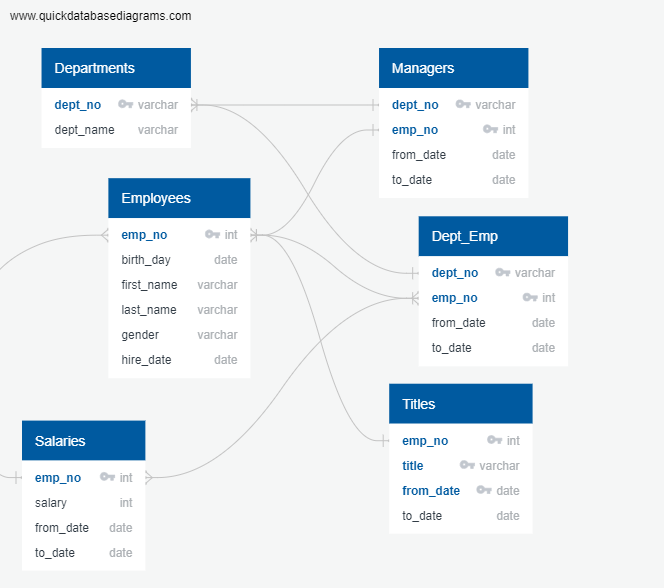 www.quickdatabasediagrams.com
Departments
dept_no varchar
dept_name varchar
Managers
dept_no varchar
emp_no int
from_date date
to_date date
Employees
emp_no int
birth_day date
first_name varchar
last_name varchar
gender varchar
hire_date date
Dept_Emp
dept_no varchar
emp_no int
from_date date
to_date date
Titles
emp_no int
title varchar
from_date date
to_date date
Salaries
emp_no int
salary int
from_date date
to_date date